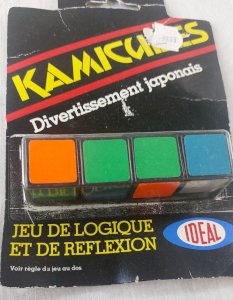 KAMICUBES
Divertissement japonais
JEU DE LOGIQUE
ET DE REFLEXION
IDEAL
Voir règle du jeu au dos